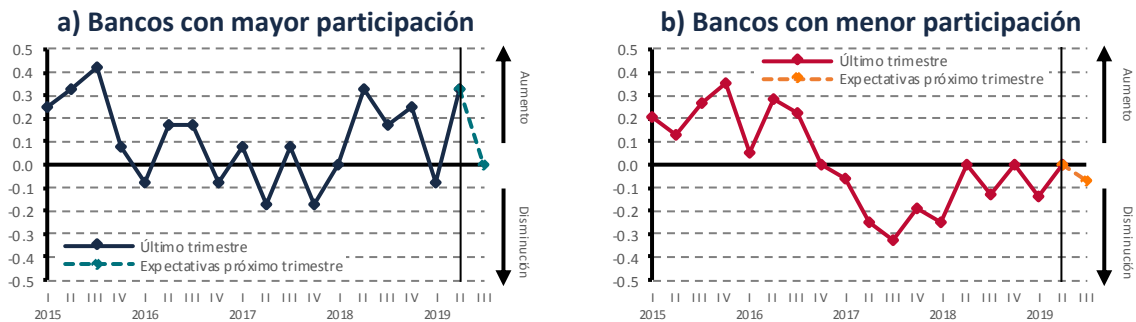 a) Bancos con mayor participación
0.5
0.4
0.3
0.2
0.1
0.0
-0.1
-0.2
-0.3
-0.4
-0.5
Aumento
Disminución
Último trimestre
Expectativas próximo trimestre
I II III IV I II III IV I II III IV I II III IV I II III
2015 2016 2017 2018 2019
b) Bancos con menor participación
0.5
0.4
0.3
0.2
0.1
0.0
-0.1
-0.2
-0.3
-0.4
-0.5
Último trimestre
Expectativas próximo trimestre
Aumento
Disminución
I II III IV I II III IV I II III IV I II III IV I II III
2015 2016 2017 2018 2019